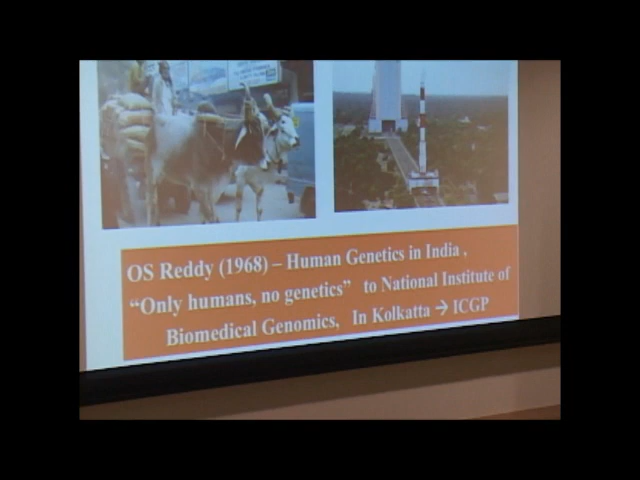 OS Reddy (1968) – Human Genetics in India ,
“Only humans, no genetics” to National Institute of
Biomedical Genomics, In Kolkatta → ICGP